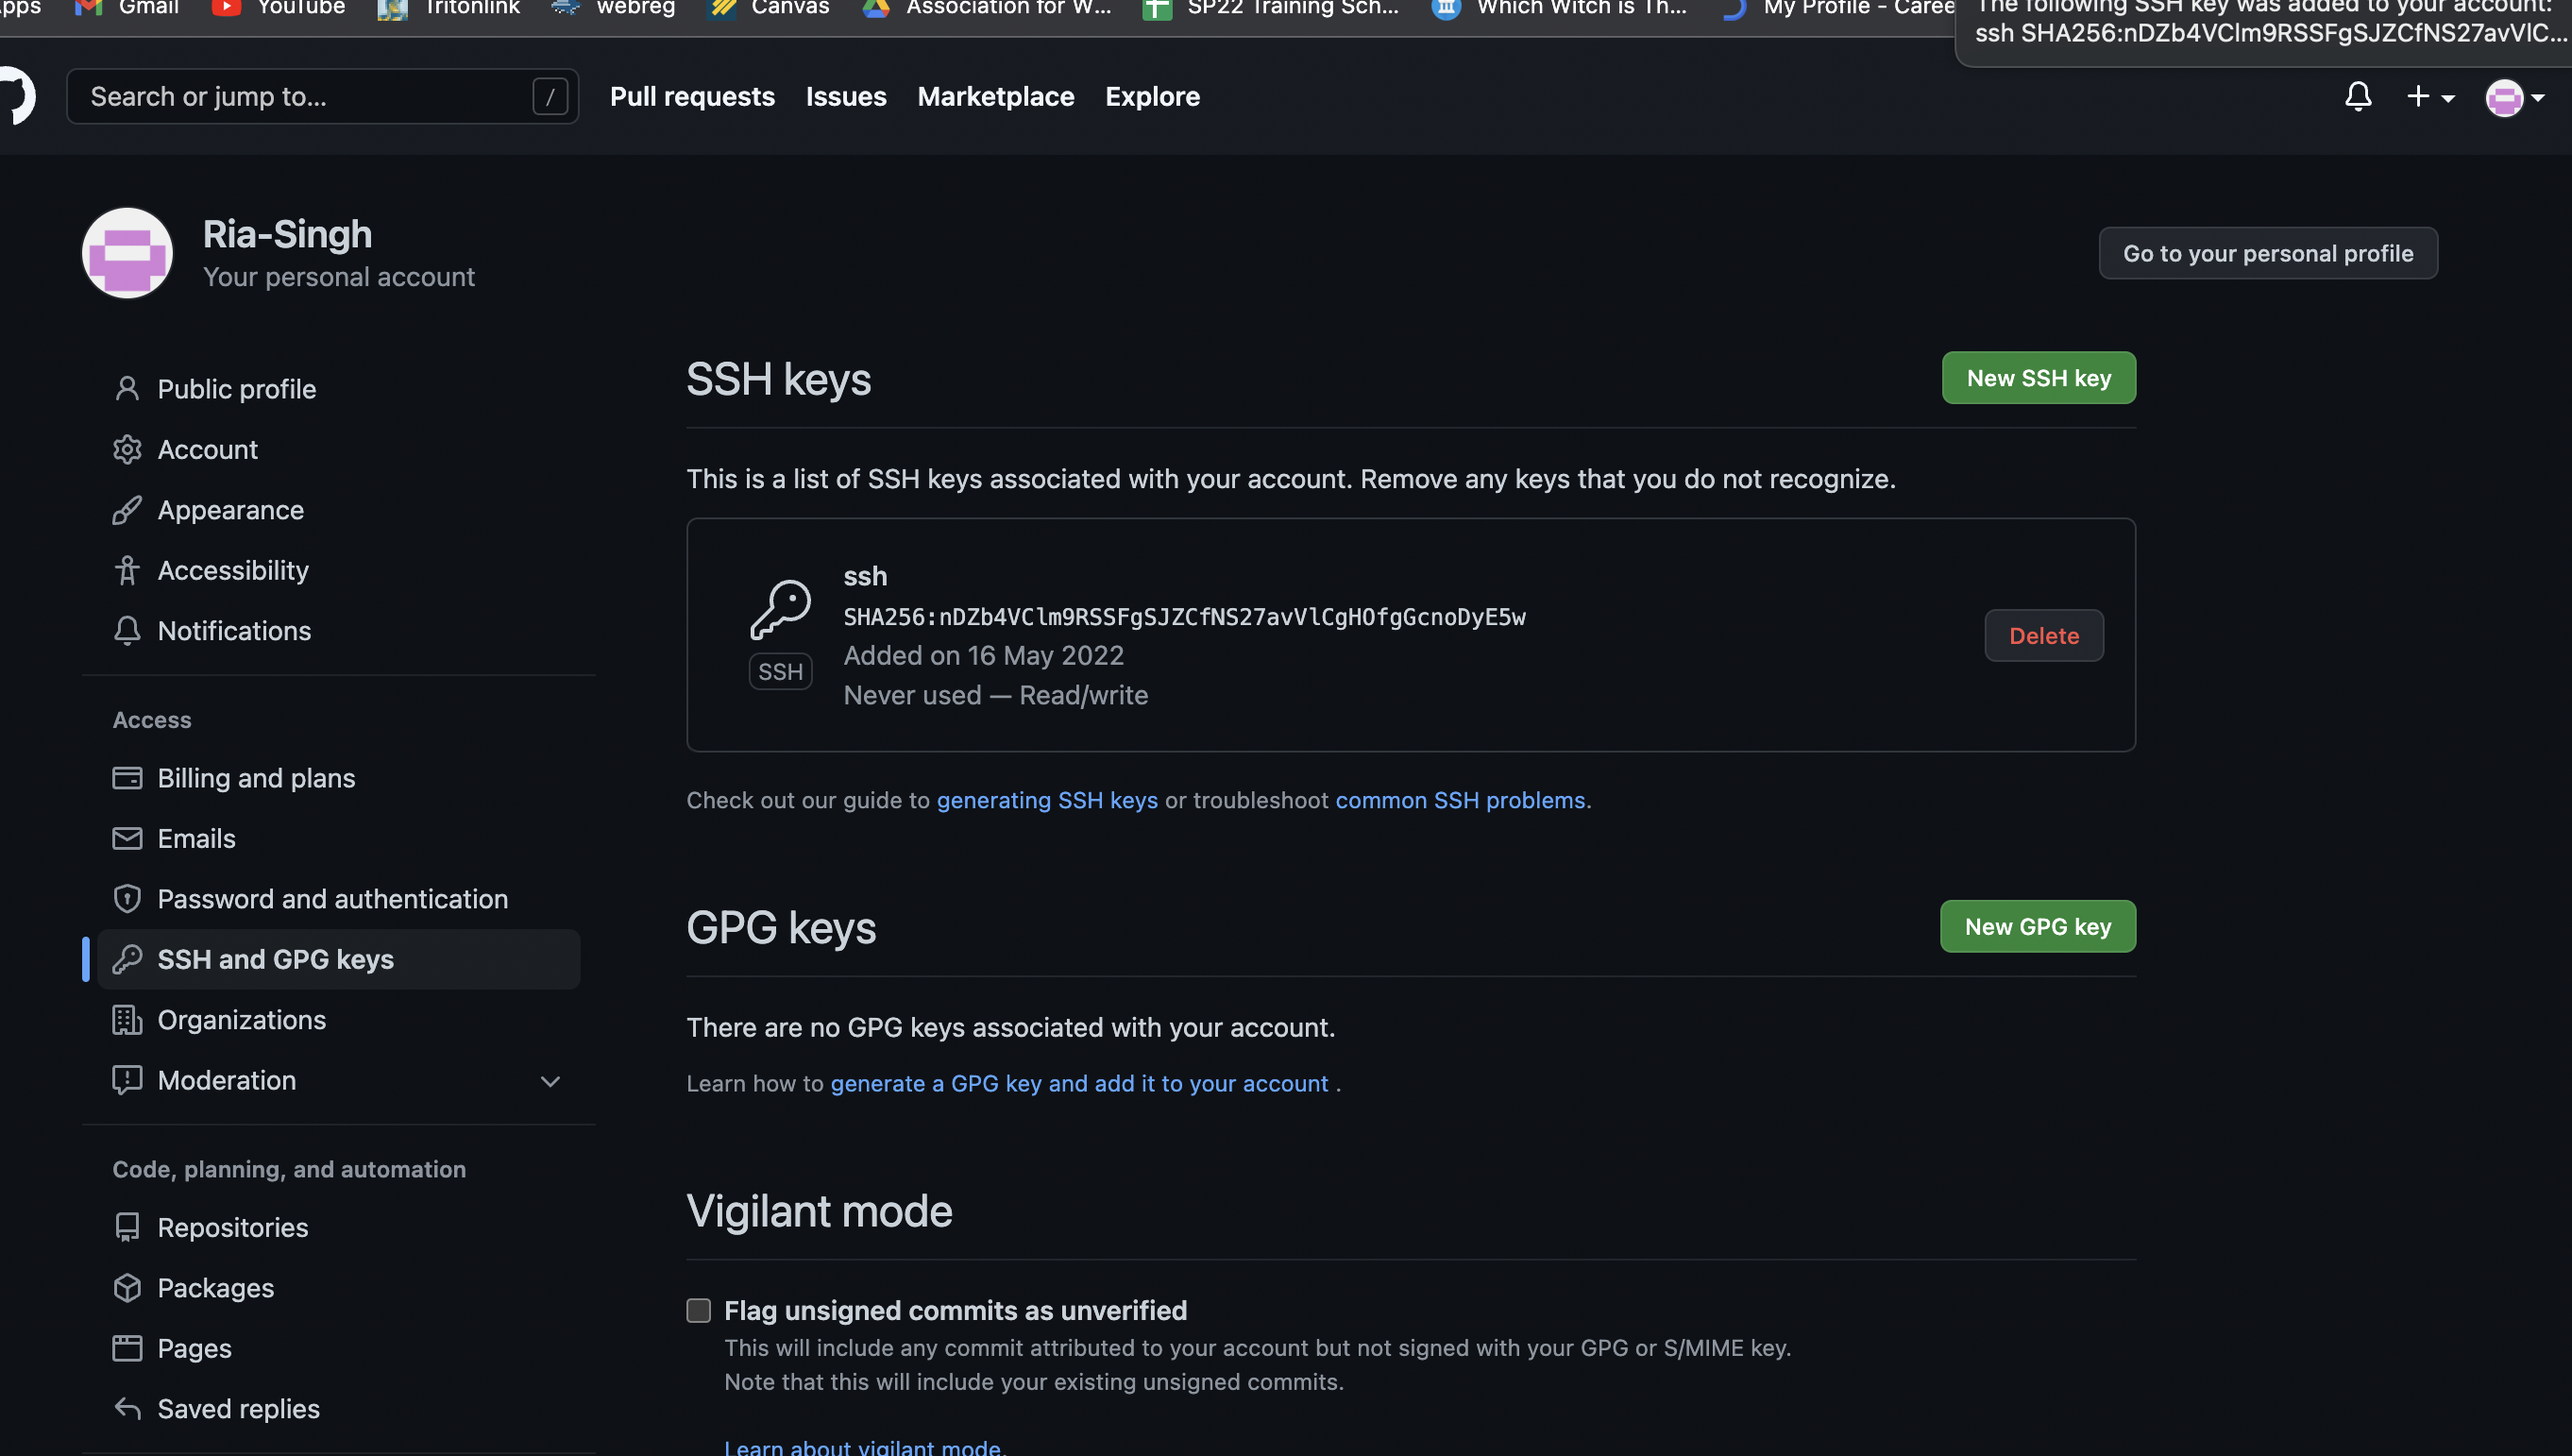 pps Gmail YouTube Tritonlink webreg Canvas Association for W... SP22 Training Sch... Which Witch is Th... My Profile - Caree
The following SSH key was added to your account:
ssh SHA256:nDZb4VClm9RSSFgSJZCfNS27avVlC...
Search or jump to... / Pull requests Issues Marketplace Explore
Ria-Singh
Your personal account
Go to your personal profile
Public profile
Account
Appearance
Accessibility
Notifications
Access
Billing and plans
Emails
Password and authentication
SSH and GPG keys
Organizations
Moderation
Code, planning, and automation
Repositories
Packages
Pages
Saved replies
SSH keys
New SSH key
This is a list of SSH keys associated with your account. Remove any keys that you do not recognize.
ssh
SHA256:nDZb4VClm9RSSFgSJZCfNS27avVlCgHOfgGcnoDyE5w
Added on 16 May 2022
Never used — Read/write
SSH
Delete
Check out our guide to generating SSH keys or troubleshoot common SSH problems.
GPG keys
New GPG key
There are no GPG keys associated with your account.
Learn how to generate a GPG key and add it to your account .
Vigilant mode
Flag unsigned commits as unverified
This will include any commit attributed to your account but not signed with your GPG or S/MIME key.
Note that this will include your existing unsigned commits.
Learn about vigilant mode.